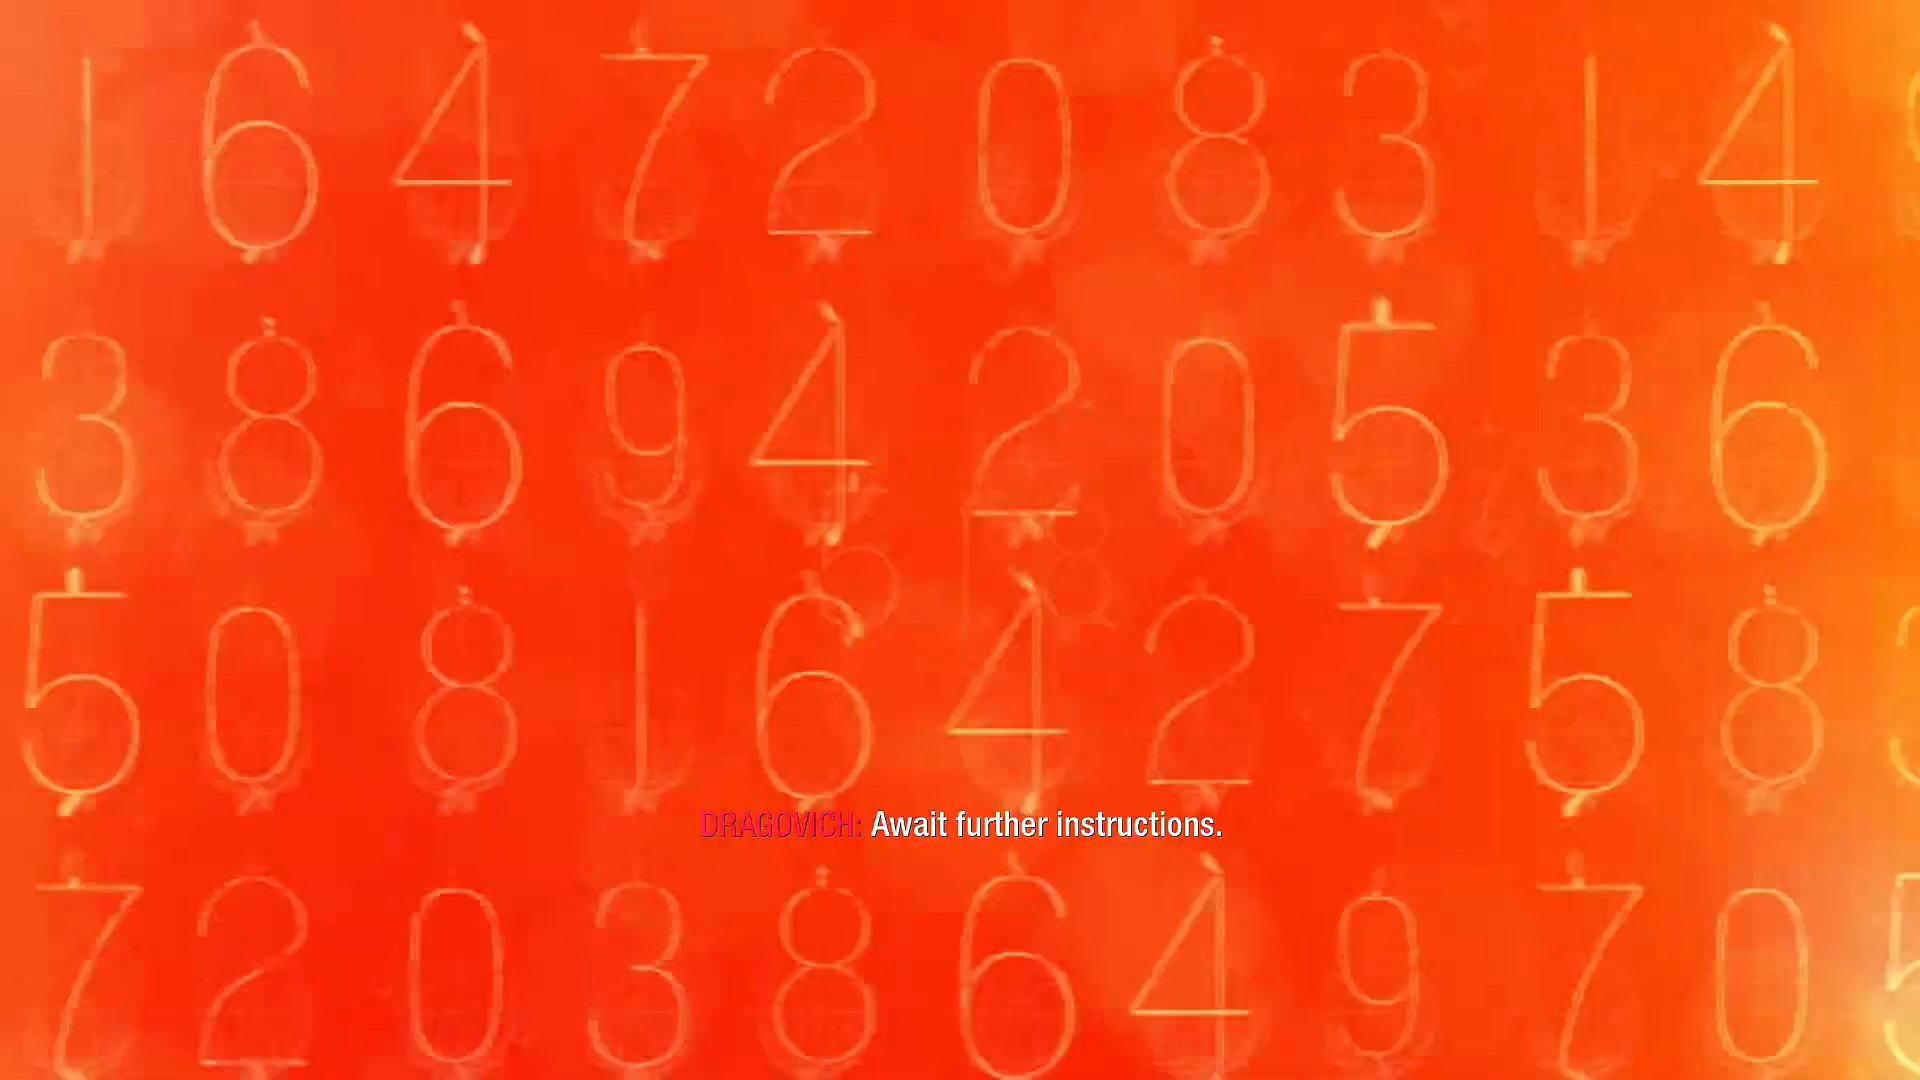 1 6 4 7 2 0 8 3 1 4
3 8 6 9 4 2 0 5 3 6
5 0 8 1 6 4 2 7 5 8 3
DRAGOVICH: Await further instructions.
7 2 0 3 8 6 4 9 7 0 5